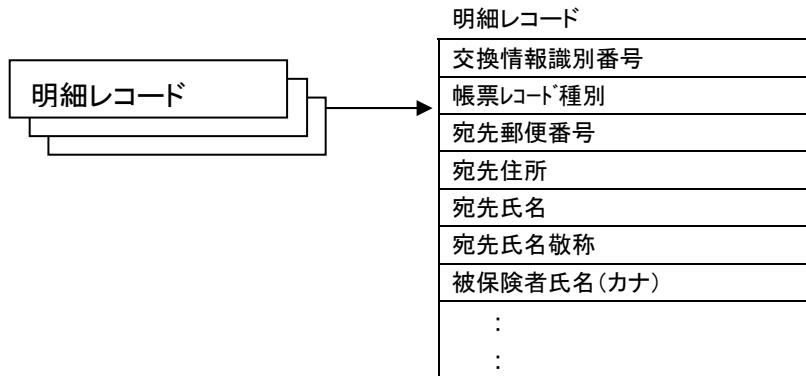 明細レコード
明細レコード
交換情報識別番号
帳票ﾚｺｰﾄﾞ種別
宛先郵便番号
宛先住所
宛先氏名
宛先氏名敬称
被保険者氏名(カナ)
:
: